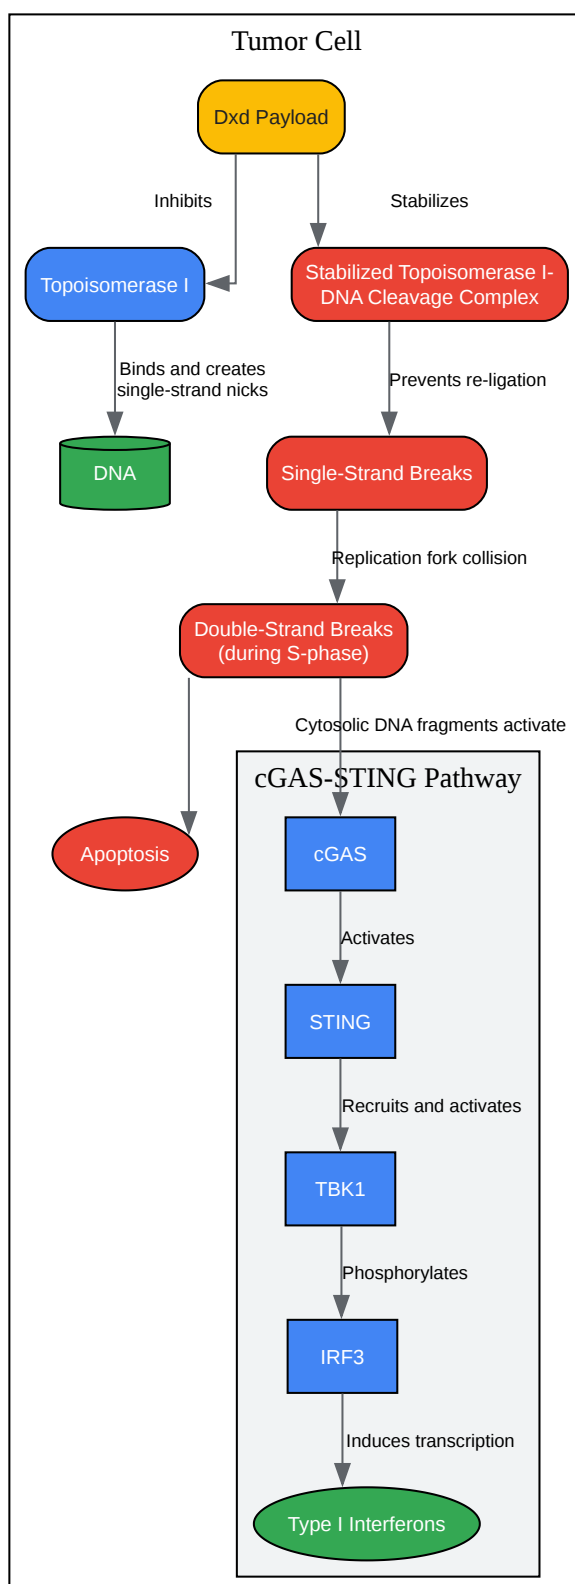 Tumor Cell
Dxd Payload
Inhibits
Stabilizes
Topoisomerase I
Stabilized Topoisomerase I-
DNA Cleavage Complex
Binds and creates
single-strand nicks
Prevents re-ligation
DNA
Single-Strand Breaks
Replication fork collision
Double-Strand Breaks
(during S-phase)
Cytosolic DNA fragments activate
cGAS-STING Pathway
Apoptosis
cGAS
Activates
STING
Recruits and activates
TBK1
Phosphorylates
IRF3
Induces transcription
Type I Interferons